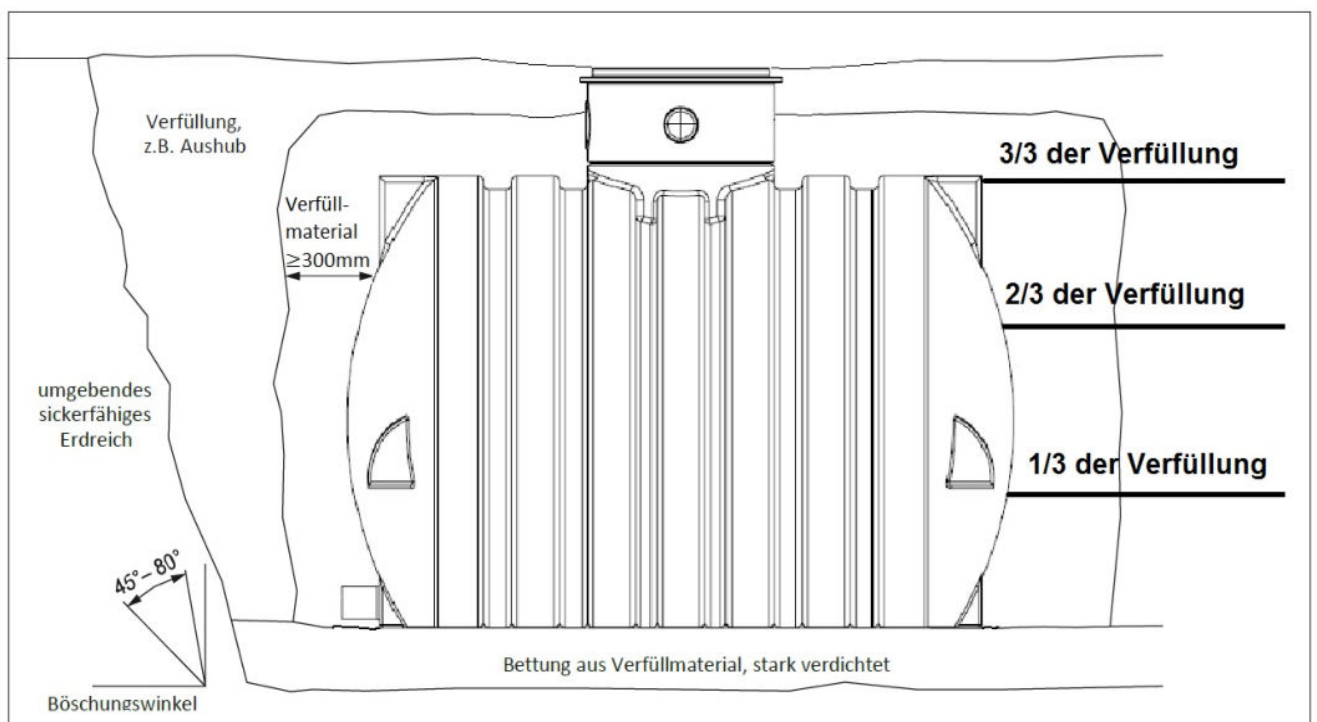 Verfüllung,
z.B. Aushub
3/3 der Verfüllung
Verfüll-
material
≥300mm
2/3 der Verfüllung
umgebendes
sickerfähiges
Erdreich
1/3 der Verfüllung
45°–80°
Bettung aus Verfüllmaterial, stark verdichtet
Böschungswinkel